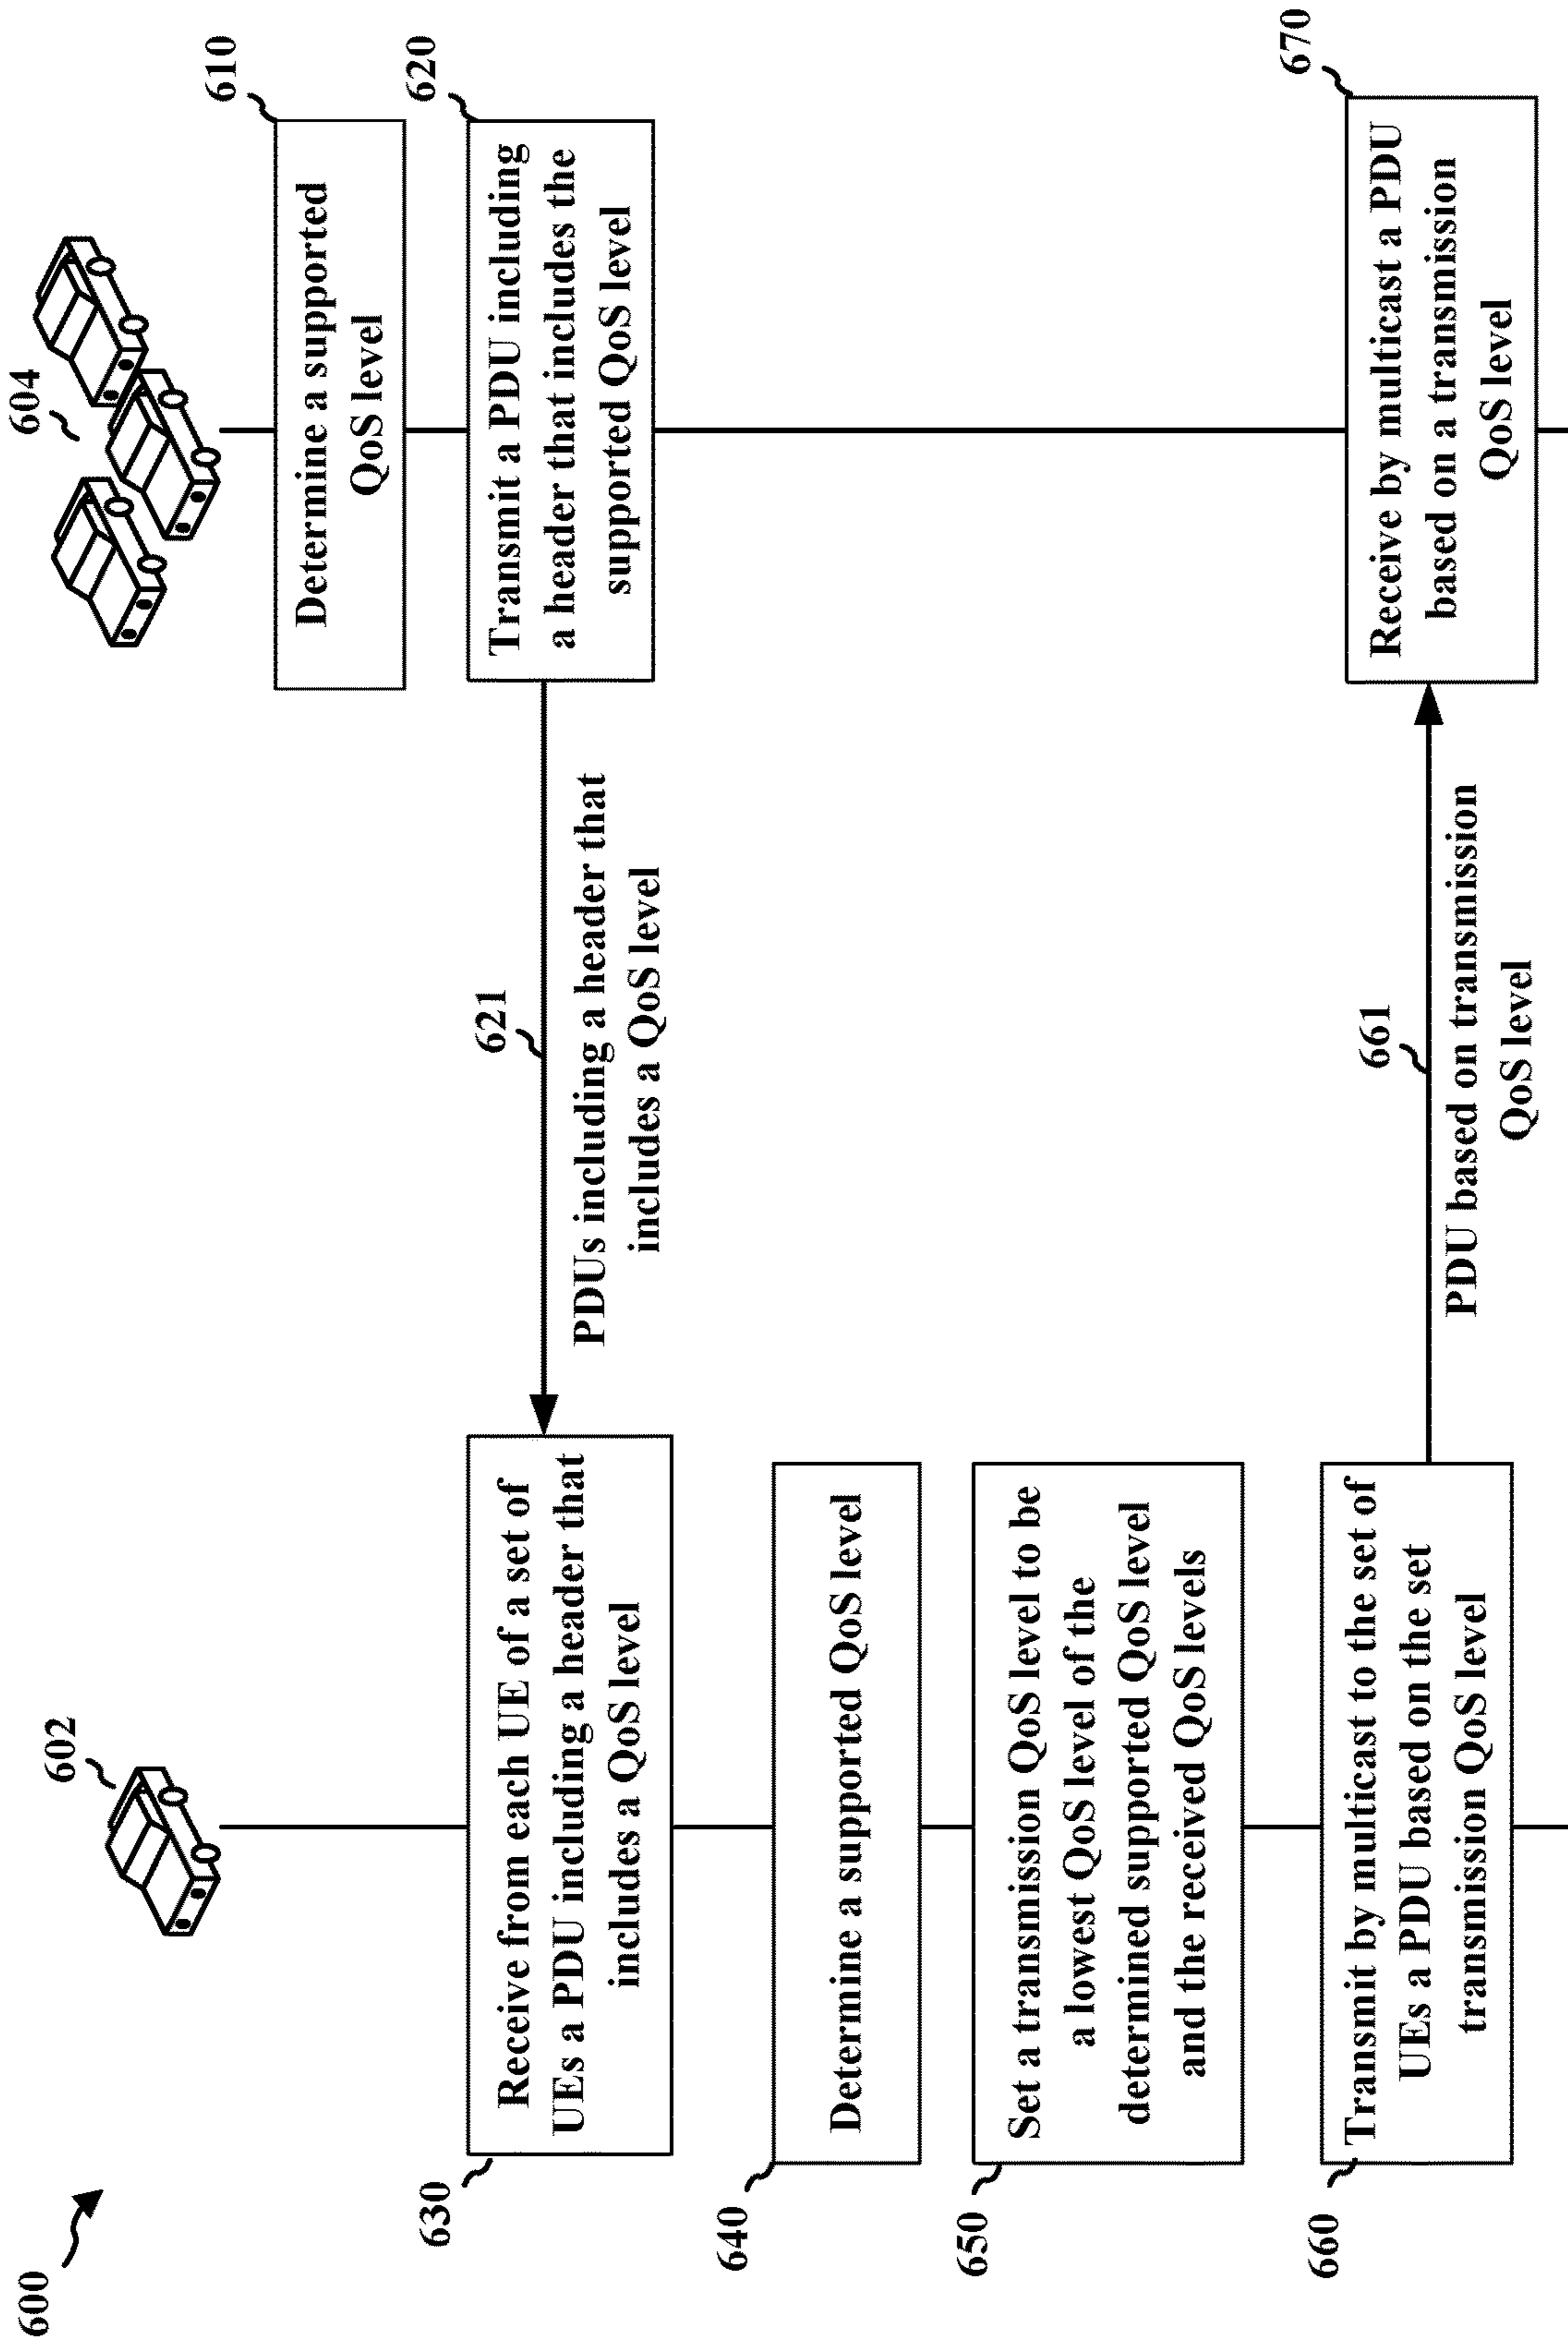 600
602
604
610
Determine a supported
QoS level
620
Transmit a PDU including
a header that includes the
supported QoS level
621
PDUs including a header that
includes a QoS level
630
Receive from each UE of a set of
UEs a PDU including a header that
includes a QoS level
640
Determine a supported QoS level
650
Set a transmission QoS level to be
a lowest QoS level of the
determined supported QoS level
and the received QoS levels
660
Transmit by multicast to the set of
UEs a PDU based on the set
transmission QoS level
661
PDU based on transmission
QoS level
670
Receive by multicast a PDU
based on a transmission
QoS level